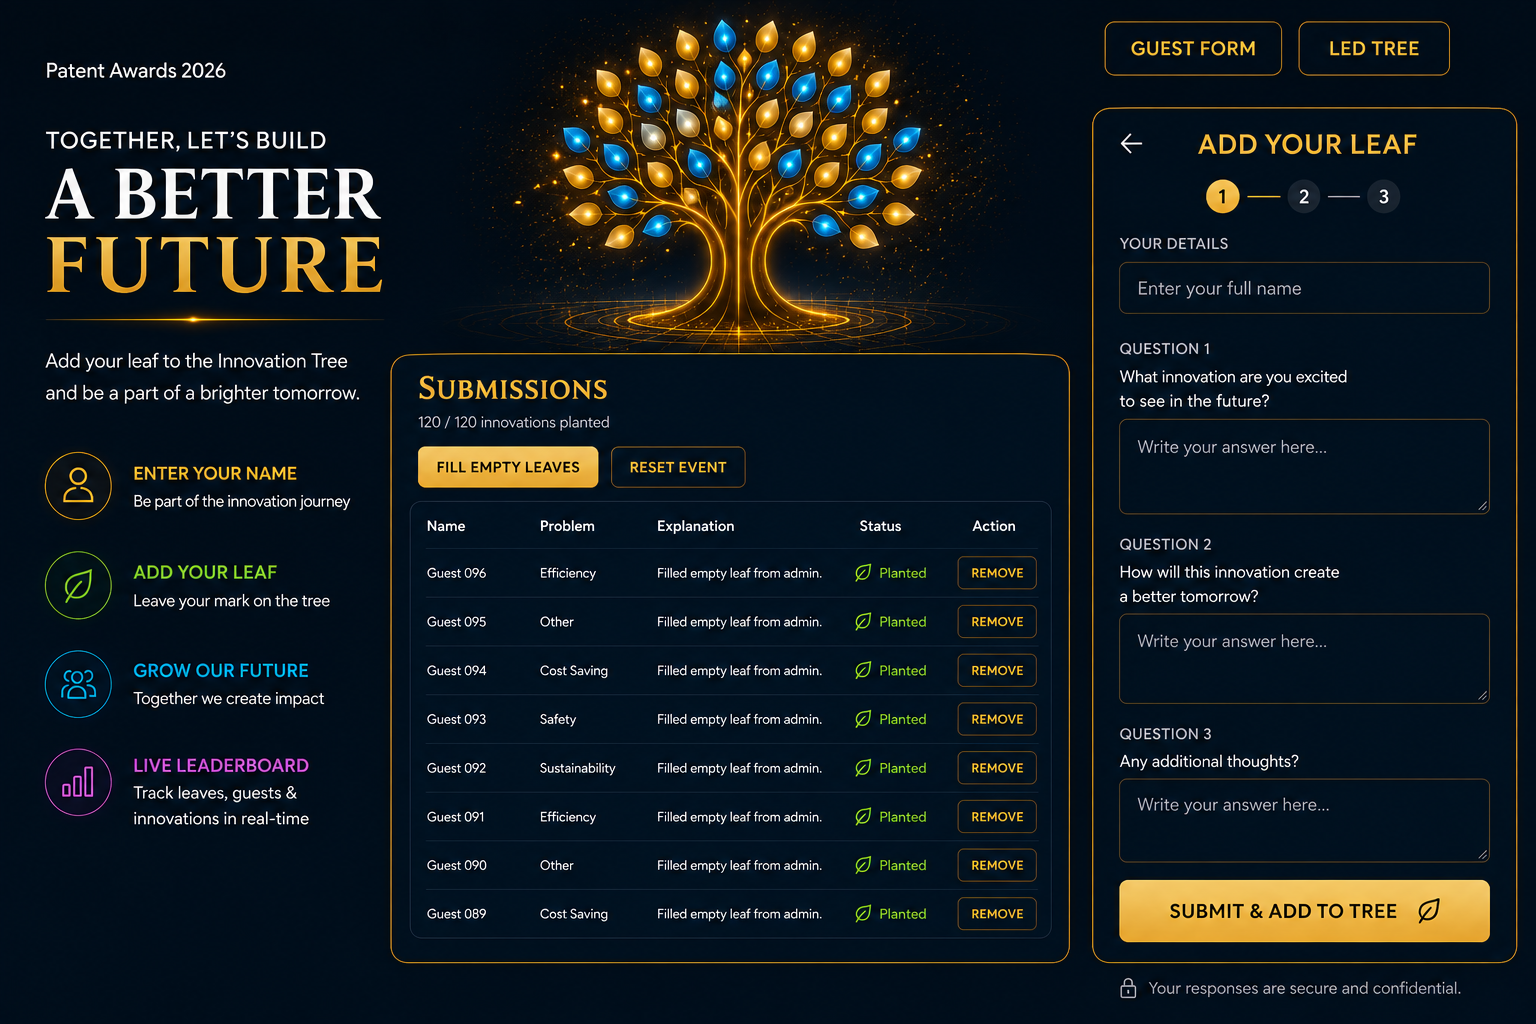 Patent Awards 2026
TOGETHER, LET'S BUILD
A BETTER
FUTURE
Add your leaf to the Innovation Tree
and be a part of a brighter tomorrow.
ENTER YOUR NAME
Be part of the innovation journey
ADD YOUR LEAF
Leave your mark on the tree
GROW OUR FUTURE
Together we create impact
LIVE LEADERBOARD
Track leaves, guests &
innovations in real-time
SUBMISSIONS
120 / 120 innovations planted
FILL EMPTY LEAVES RESET EVENT
Name Problem Explanation Status Action
Guest 096 Efficiency Filled empty leaf from admin. Planted REMOVE
Guest 095 Other Filled empty leaf from admin. Planted REMOVE
Guest 094 Cost Saving Filled empty leaf from admin. Planted REMOVE
Guest 093 Safety Filled empty leaf from admin. Planted REMOVE
Guest 092 Sustainability Filled empty leaf from admin. Planted REMOVE
Guest 091 Efficiency Filled empty leaf from admin. Planted REMOVE
Guest 090 Other Filled empty leaf from admin. Planted REMOVE
Guest 089 Cost Saving Filled empty leaf from admin. Planted REMOVE
GUEST FORM LED TREE
ADD YOUR LEAF
1 2 3
YOUR DETAILS
Enter your full name
QUESTION 1
What innovation are you excited
to see in the future?
Write your answer here...
QUESTION 2
How will this innovation create
a better tomorrow?
Write your answer here...
QUESTION 3
Any additional thoughts?
Write your answer here...
SUBMIT & ADD TO TREE
Your responses are secure and confidential.